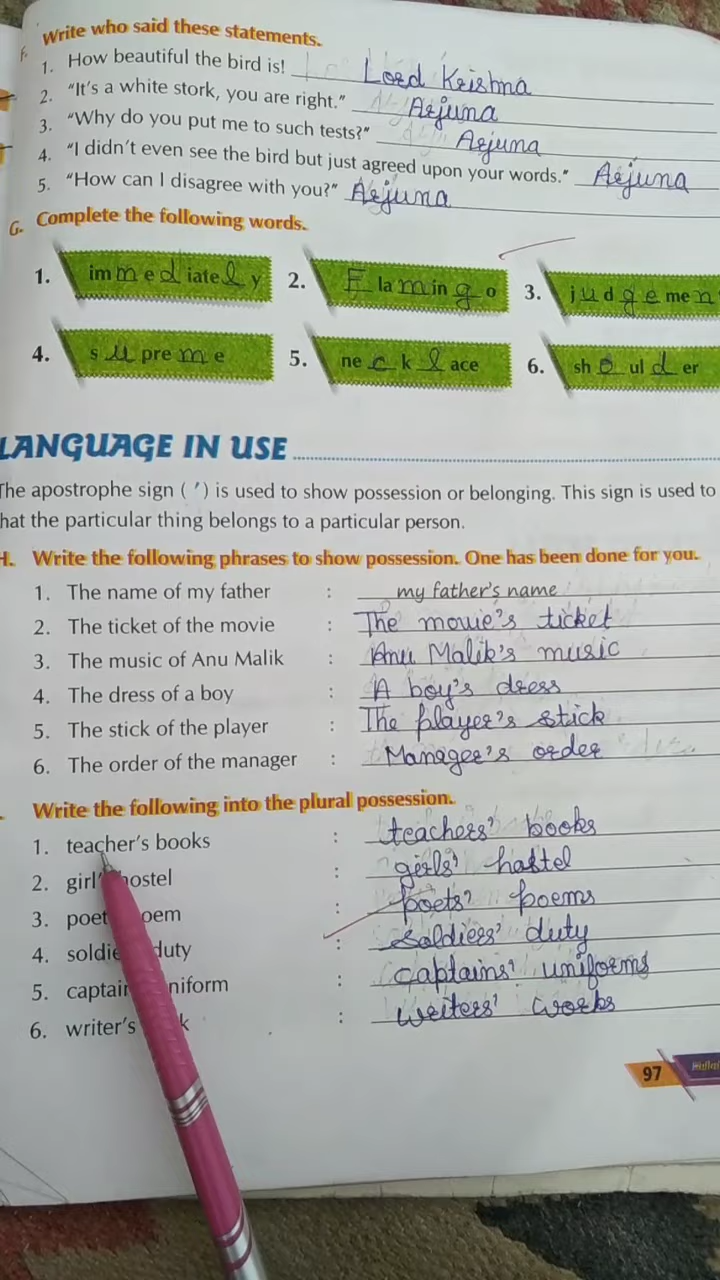 Write who said these statements.
1. How beautiful the bird is! Lord Krishna
2. "It's a white stork, you are right." Arjuna
3. "Why do you put me to such tests?" Arjuna
4. "I didn't even see the bird but just agreed upon your words." Arjuna
5. "How can I disagree with you?" Arjuna
G. Complete the following words.
1. immediately 2. Flamingo 3. judgemen
4. supreme 5. necklace 6. shoulder
LANGUAGE IN USE
The apostrophe sign (') is used to show possession or belonging. This sign is used to
hat the particular thing belongs to a particular person.
H. Write the following phrases to show possession. One has been done for you.
1. The name of my father : my father's name
2. The ticket of the movie : The movie's ticket
3. The music of Anu Malik : Anu Malik's music
4. The dress of a boy : A boy's dress
5. The stick of the player : The player's stick
6. The order of the manager : Manager's order
Write the following into the plural possession.
1. teacher's books : teachers' books
2. girl' hostel : girls' hostel
3. poet oem : poets' poems
4. soldie duty : soldiers' duty
5. captain niform : captains' uniforms
6. writer's k : writers' works
97